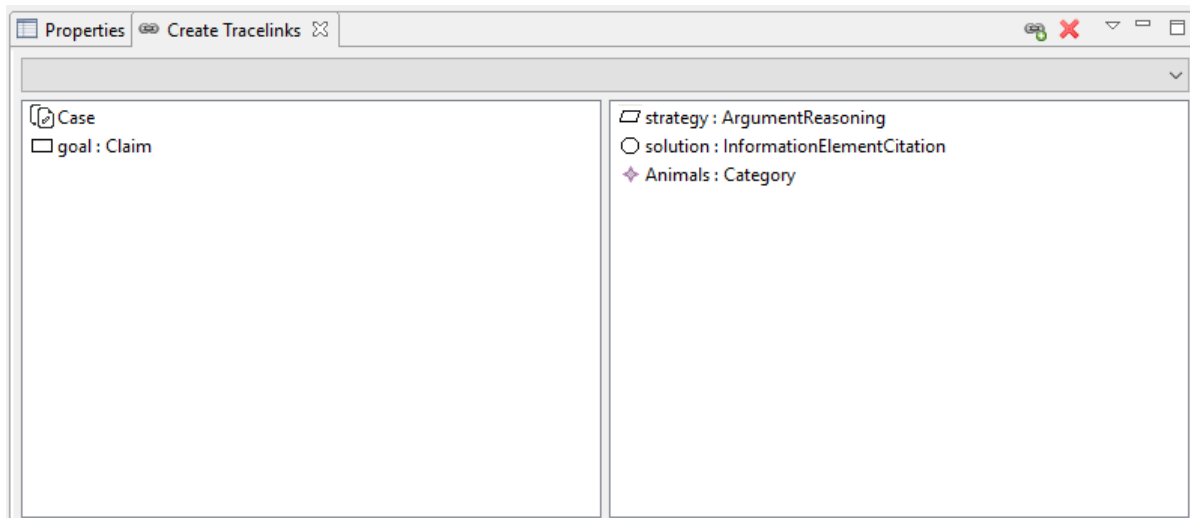 Properties
Create Tracelinks
Case
goal : Claim
strategy : ArgumentReasoning
solution : InformationElementCitation
Animals : Category